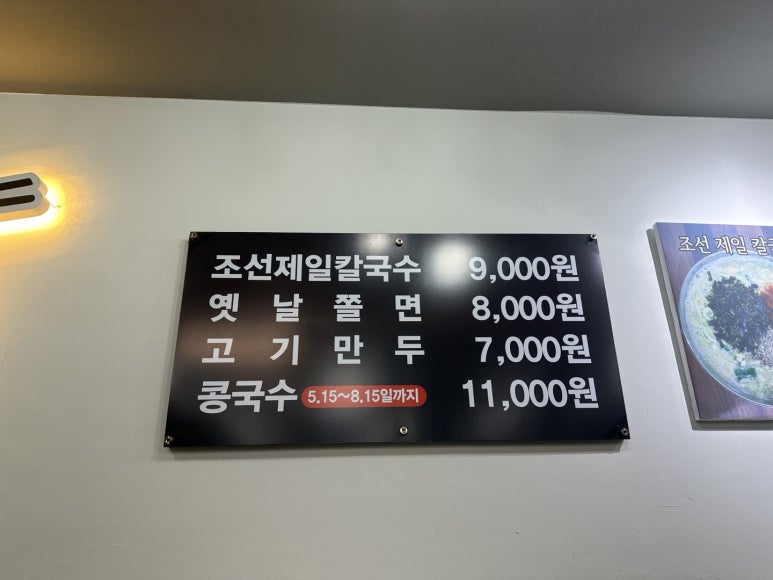 조선제일칼국수 9,000원
옛날쫄면 8,000원
고기만두 7,000원
콩국수 5.15~8.15일까지 11,000원
조선 제일 칼국